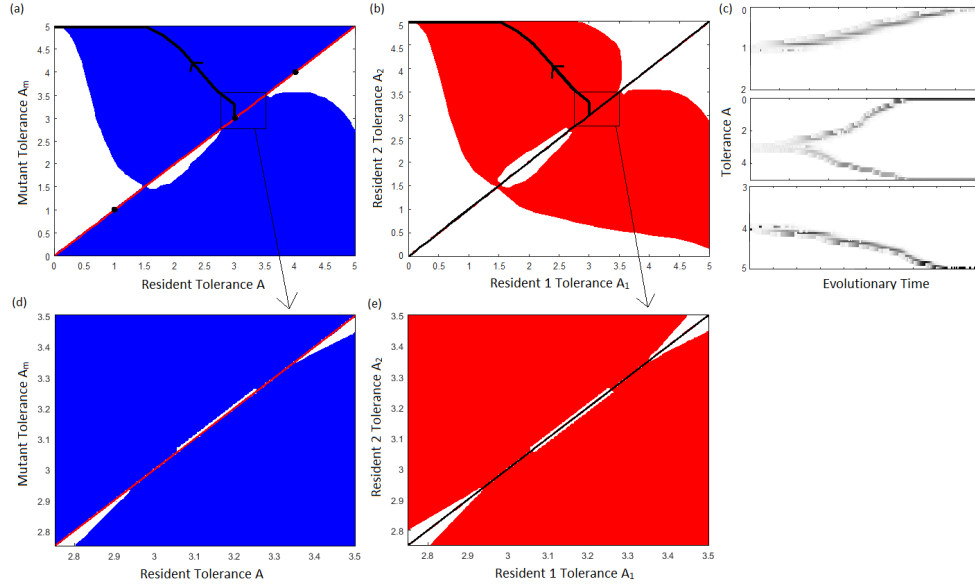 (a)
Mutant Tolerance Aₘ
5
4.5
4
3.5
3
2.5
2
1.5
1
0.5
0
0 0.5 1 1.5 2 2.5 3 3.5 4 4.5 5
Resident Tolerance A
(b)
Resident 2 Tolerance A₂
5
4.5
4
3.5
3
2.5
2
1.5
1
0.5
0
0 0.5 1 1.5 2 2.5 3 3.5 4 4.5 5
Resident 1 Tolerance A₁
(c)
Tolerance A
0
1
2
0
2
4
3
4
5
Evolutionary Time
(d)
Mutant Tolerance Aₘ
3.5
3.4
3.3
3.2
3.1
3
2.9
2.8
2.9 3 3.1 3.2 3.3 3.4 3.5
Resident Tolerance A
(e)
Resident 2 Tolerance A₂
3.5
3.4
3.3
3.2
3.1
3
2.9
2.8
2.9 3 3.1 3.2 3.3 3.4 3.5
Resident 1 Tolerance A₁